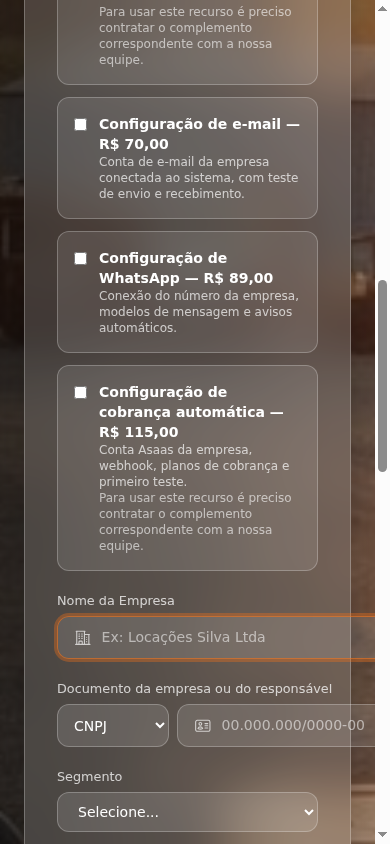 Para usar este recurso é preciso
contratar o complemento
correspondente com a nossa
equipe.
Configuração de e-mail —
R$ 70,00
Conta de e-mail da empresa
conectada ao sistema, com teste
de envio e recebimento.
Configuração de
WhatsApp — R$ 89,00
Conexão do número da empresa,
modelos de mensagem e avisos
automáticos.
Configuração de
cobrança automática —
R$ 115,00
Conta Asaas da empresa,
webhook, planos de cobrança e
primeiro teste.
Para usar este recurso é preciso
contratar o complemento
correspondente com a nossa
equipe.
Nome da Empresa
Ex: Locações Silva Ltda
Documento da empresa ou do responsável
CNPJ 00.000.000/0000-00
Segmento
Selecione...